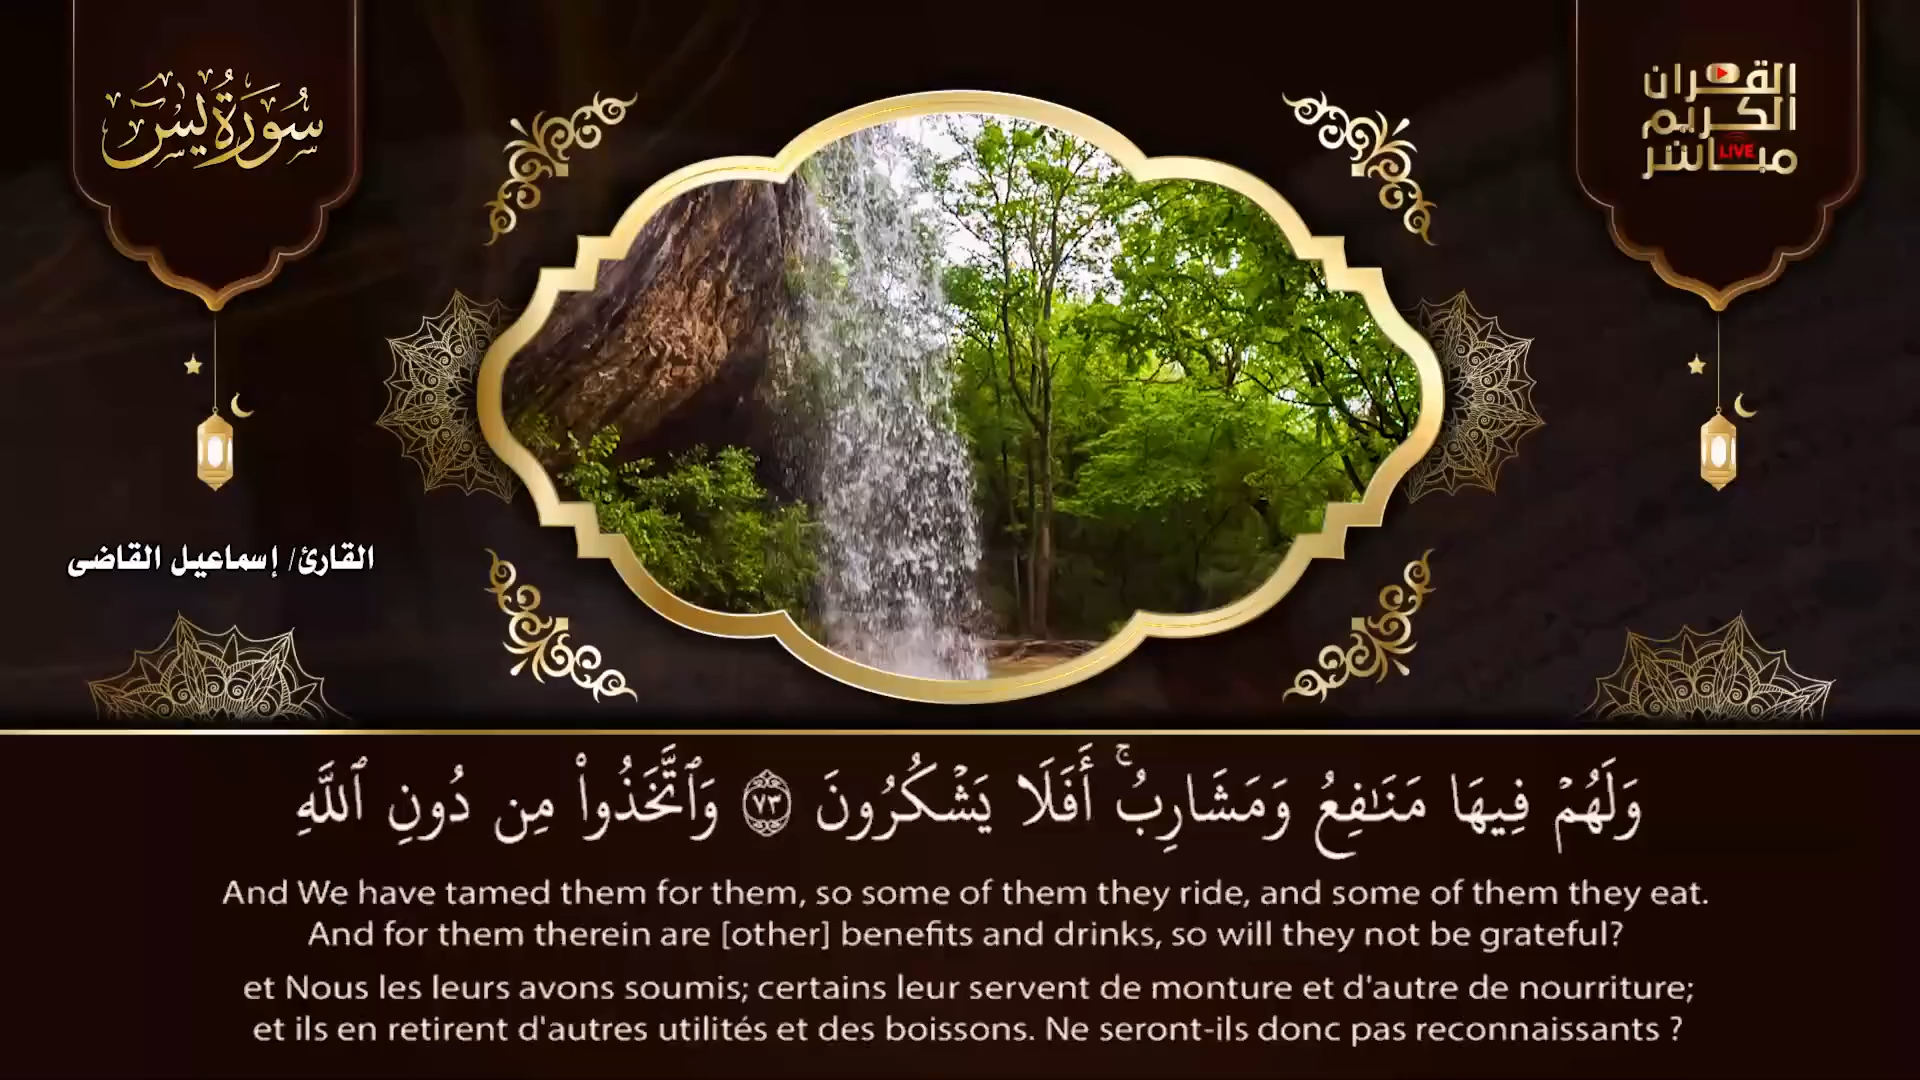 سُورَةُ يسٓ
القرآن
الكريم
مباشر
LIVE
القارئ/ إسماعيل القاضى
وَلَهُمْ فِيهَا مَنَـٰفِعُ وَمَشَارِبُ ۚ أَفَلَا يَشْكُرُونَ ٧٣ وَٱتَّخَذُوا۟ مِن دُونِ ٱللَّهِ
And We have tamed them for them, so some of them they ride, and some of them they eat.
And for them therein are [other] benefits and drinks, so will they not be grateful?
et Nous les leurs avons soumis; certains leur servent de monture et d'autre de nourriture;
et ils en retirent d'autres utilités et des boissons. Ne seront-ils donc pas reconnaissants ?